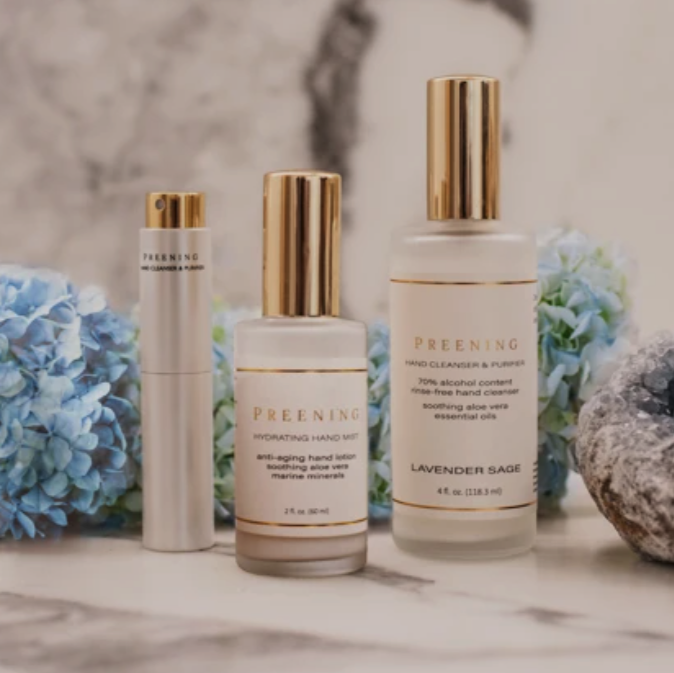 PREENING
HAND CLEANSER & PURIFIER
PREENING
HYDRATING HAND MIST
anti-aging hand lotion
soothing aloe vera
marine minerals
2 fl. oz. (60 ml)
PREENING
HAND CLEANSER & PURIFIER
70% alcohol content
rinse-free hand cleanser
soothing aloe vera
essential oils
LAVENDER SAGE
4 fl. oz. (118.3 ml)